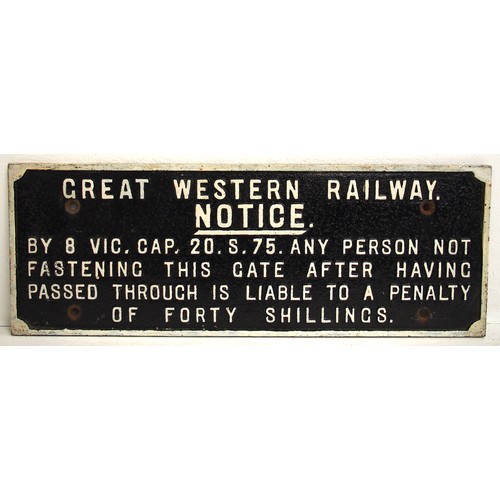 GREAT WESTERN RAILWAY.
NOTICE.
BY 8 VIC. CAP. 20. S. 75. ANY PERSON NOT
FASTENING THIS GATE AFTER HAVING
PASSED THROUGH IS LIABLE TO A PENALTY
OF FORTY SHILLINGS.